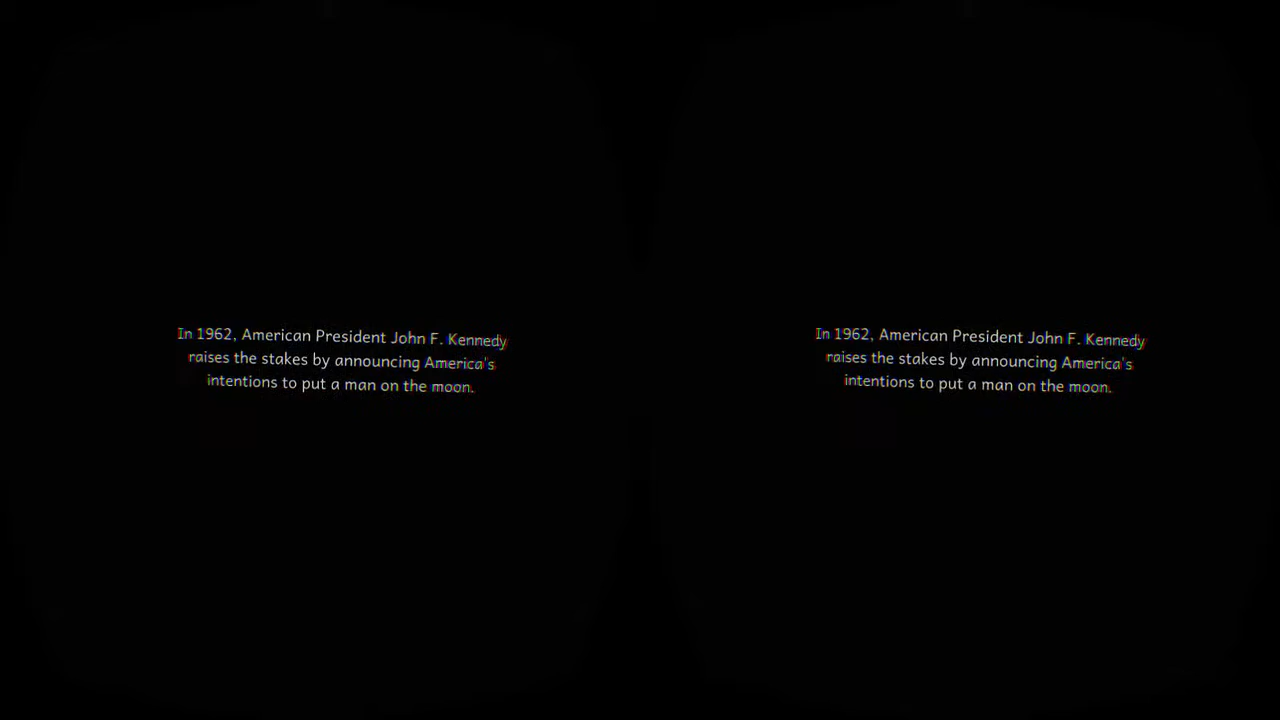 In 1962, American President John F. Kennedy
raises the stakes by announcing America's
intentions to put a man on the moon.
In 1962, American President John F. Kennedy
raises the stakes by announcing America's
intentions to put a man on the moon.